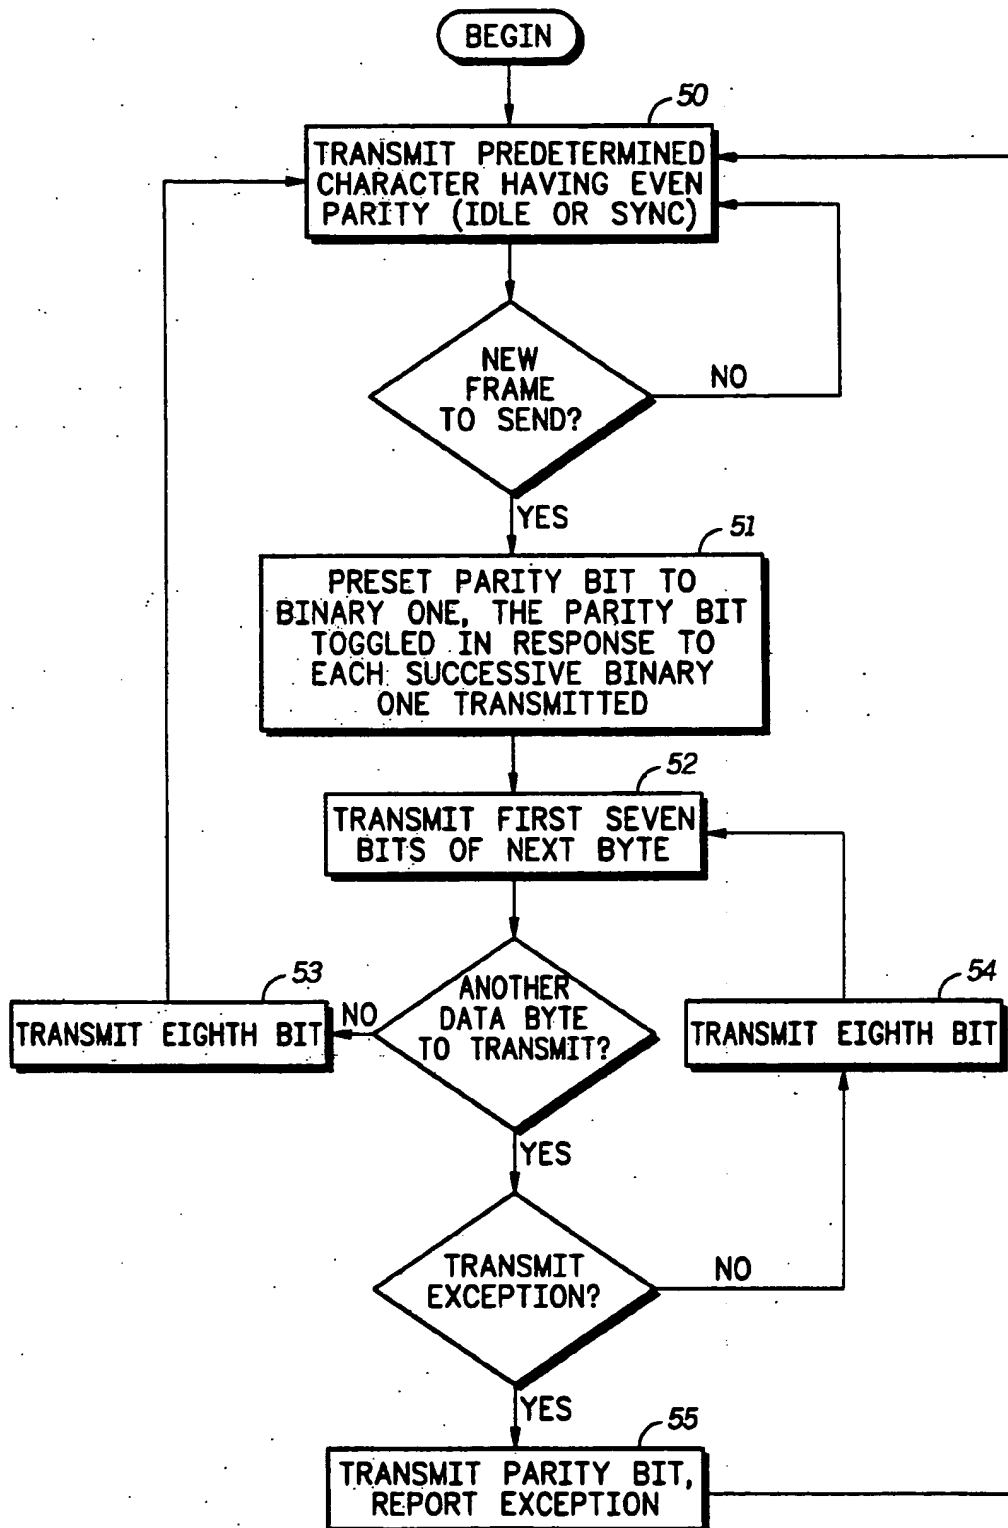 BEGIN
50
TRANSMIT PREDETERMINED
CHARACTER HAVING EVEN
PARITY (IDLE OR SYNC)
NEW
FRAME
TO SEND?
NO
YES
51
PRESET PARITY BIT TO
BINARY ONE, THE PARITY BIT
TOGGLED IN RESPONSE TO
EACH SUCCESSIVE BINARY
ONE TRANSMITTED
52
TRANSMIT FIRST SEVEN
BITS OF NEXT BYTE
53
TRANSMIT EIGHTH BIT
NO
ANOTHER
DATA BYTE
TO TRANSMIT?
54
TRANSMIT EIGHTH BIT
YES
TRANSMIT
EXCEPTION?
NO
YES
55
TRANSMIT PARITY BIT,
REPORT EXCEPTION